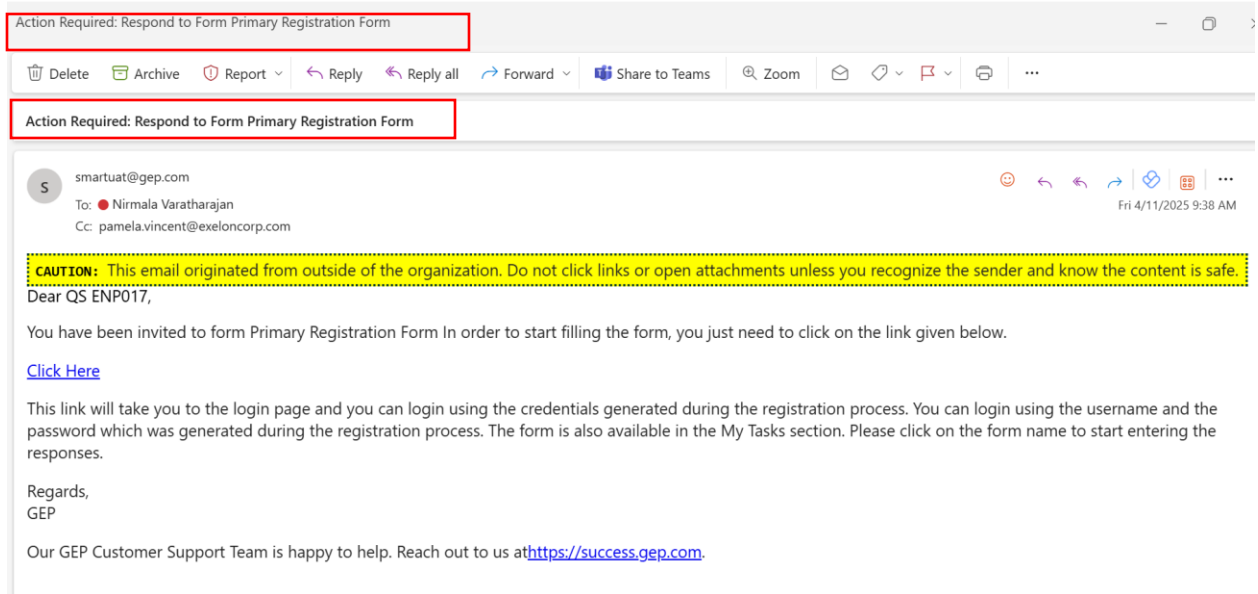 Action Required: Respond to Form Primary Registration Form
Delete Archive Report Reply Reply all Forward Share to Teams Zoom ...
Action Required: Respond to Form Primary Registration Form
S
smartuat@gep.com
To: Nirmala Varatharajan
Cc: pamela.vincent@exeloncorp.com
Fri 4/11/2025 9:38 AM
CAUTION: This email originated from outside of the organization. Do not click links or open attachments unless you recognize the sender and know the content is safe.
Dear QS ENP017,
You have been invited to form Primary Registration Form In order to start filling the form, you just need to click on the link given below.
Click Here
This link will take you to the login page and you can login using the credentials generated during the registration process. You can login using the username and the
password which was generated during the registration process. The form is also available in the My Tasks section. Please click on the form name to start entering the
responses.
Regards,
GEP
Our GEP Customer Support Team is happy to help. Reach out to us athttps://success.gep.com.